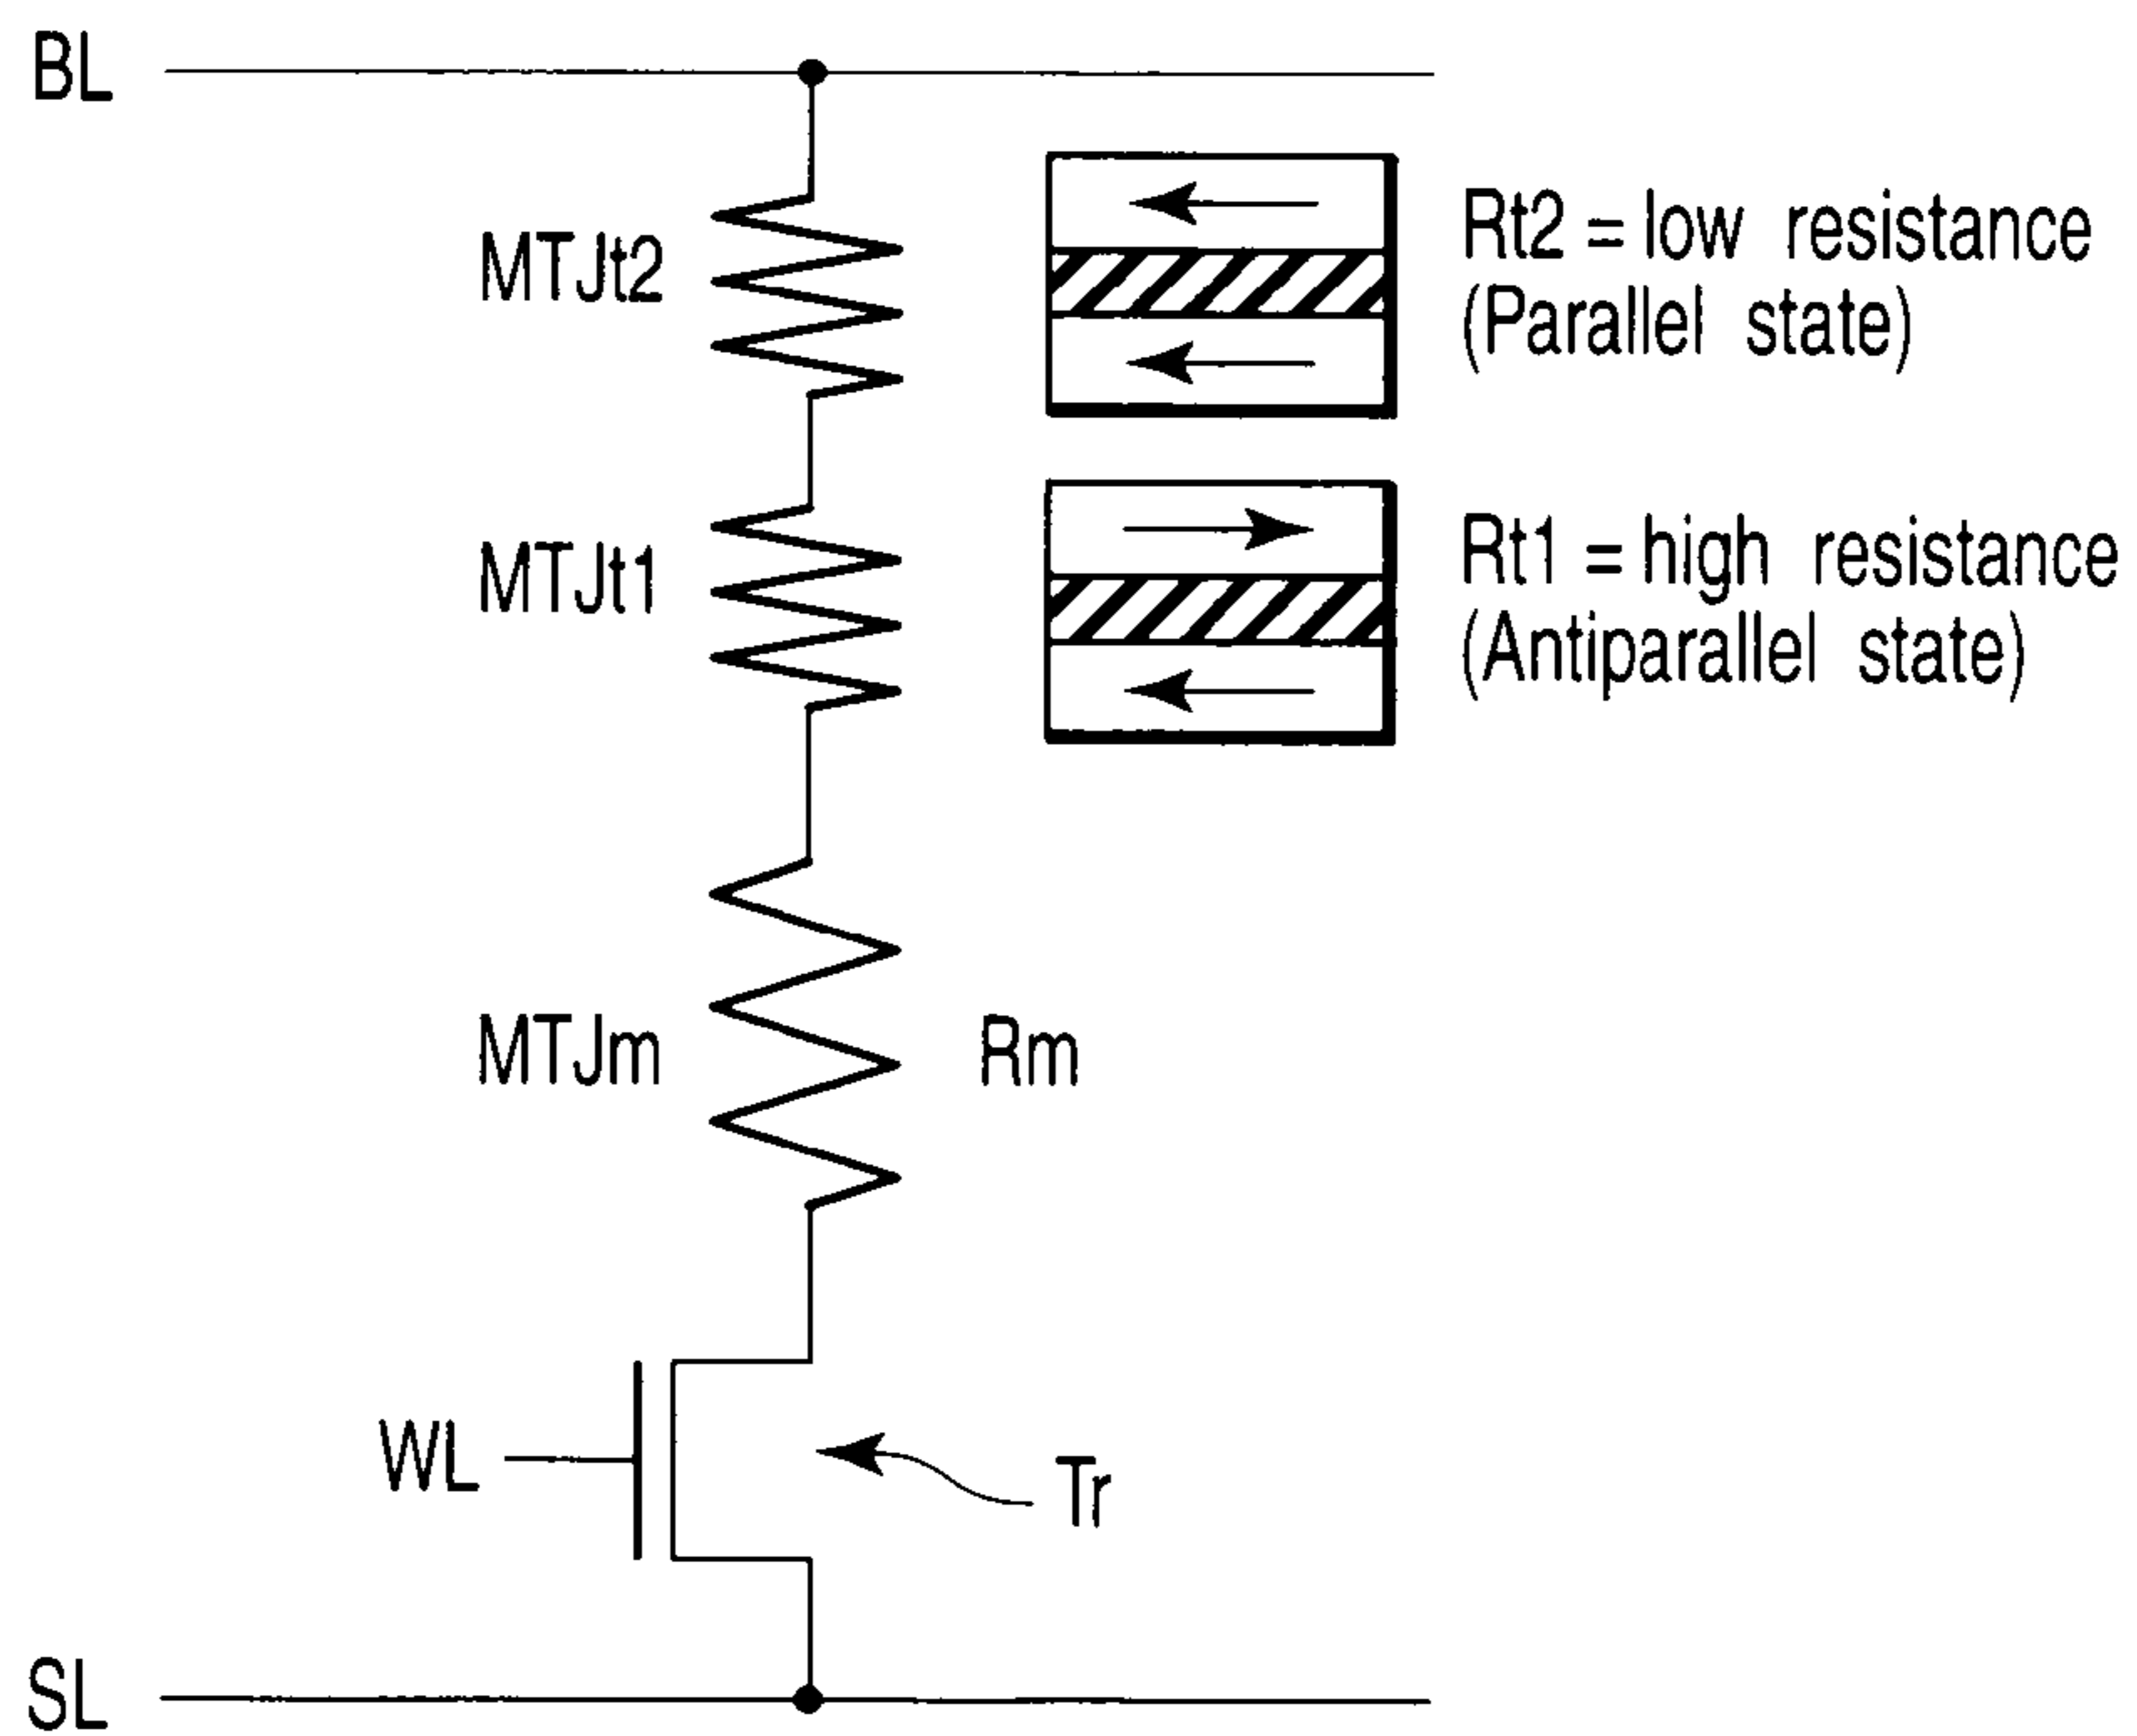 BL
MTJt2
Rt2 = low resistance
(Parallel state)
MTJt1
Rt1 = high resistance
(Antiparallel state)
MTJm
Rm
WL
Tr
SL